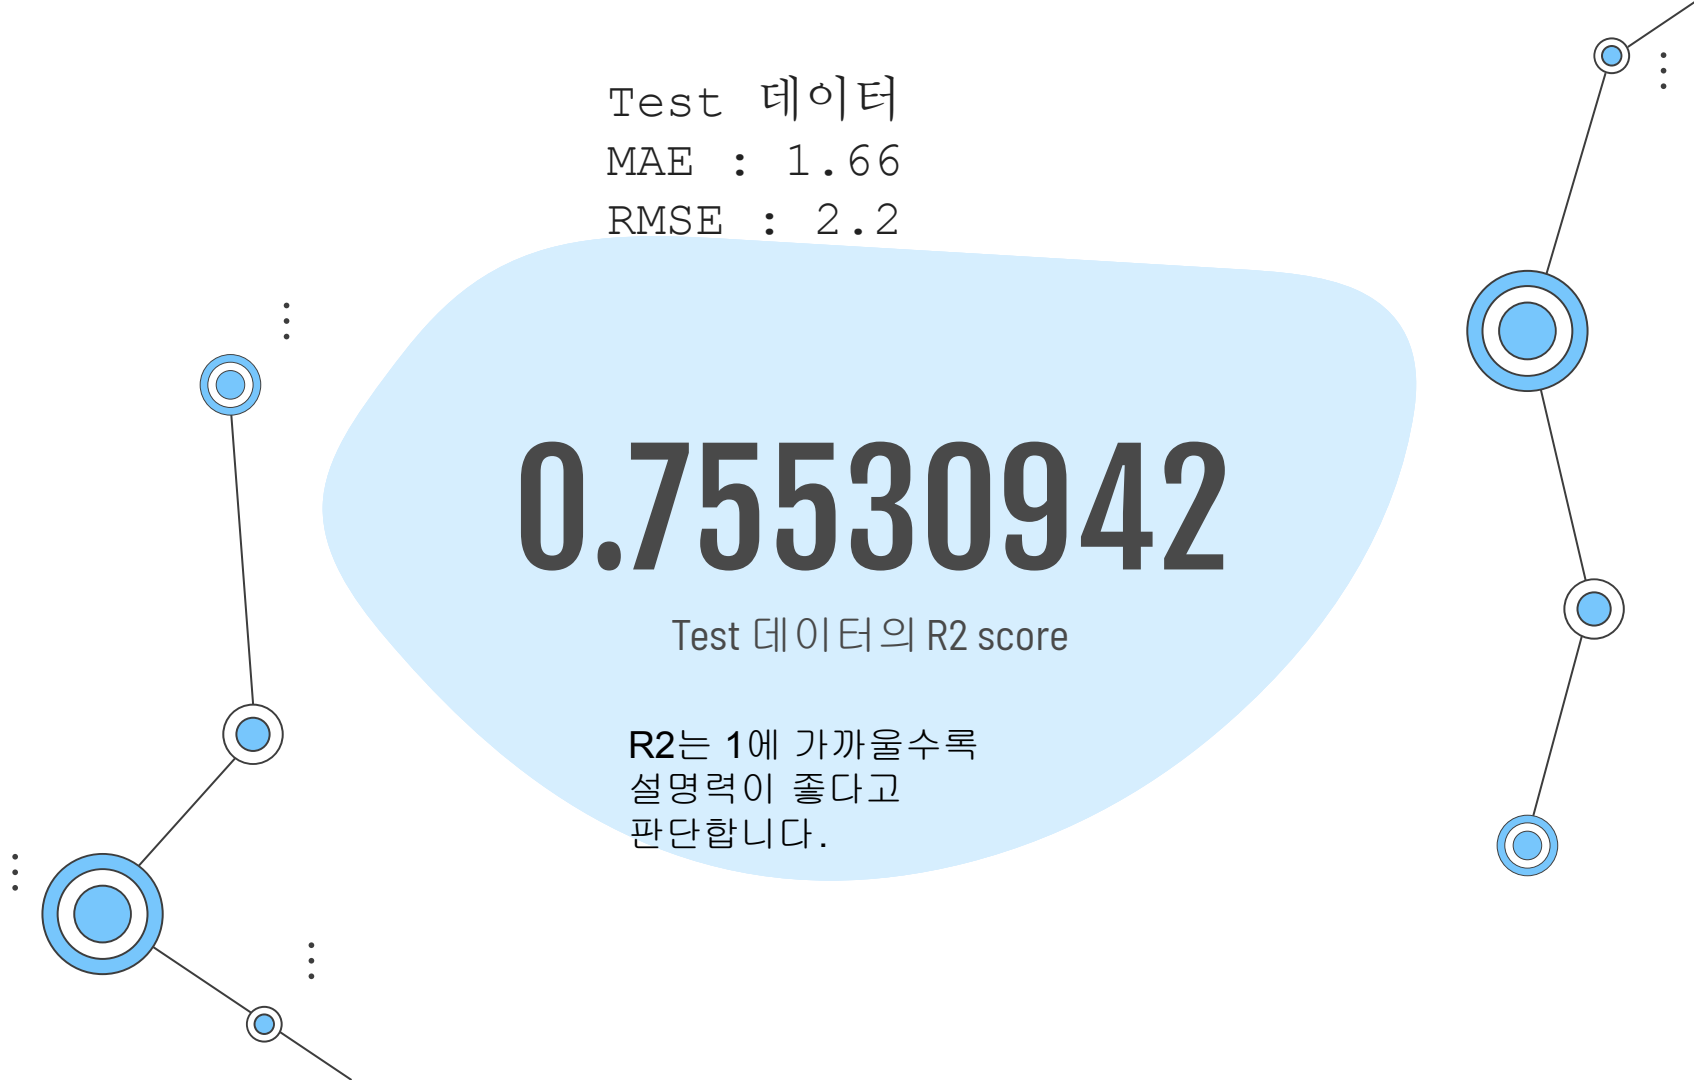 Test 데이터
MAE : 1.66
RMSE : 2.2
0.75530942
Test 데이터의 R2 score
R2는 1에 가까울수록
설명력이 좋다고
판단합니다.